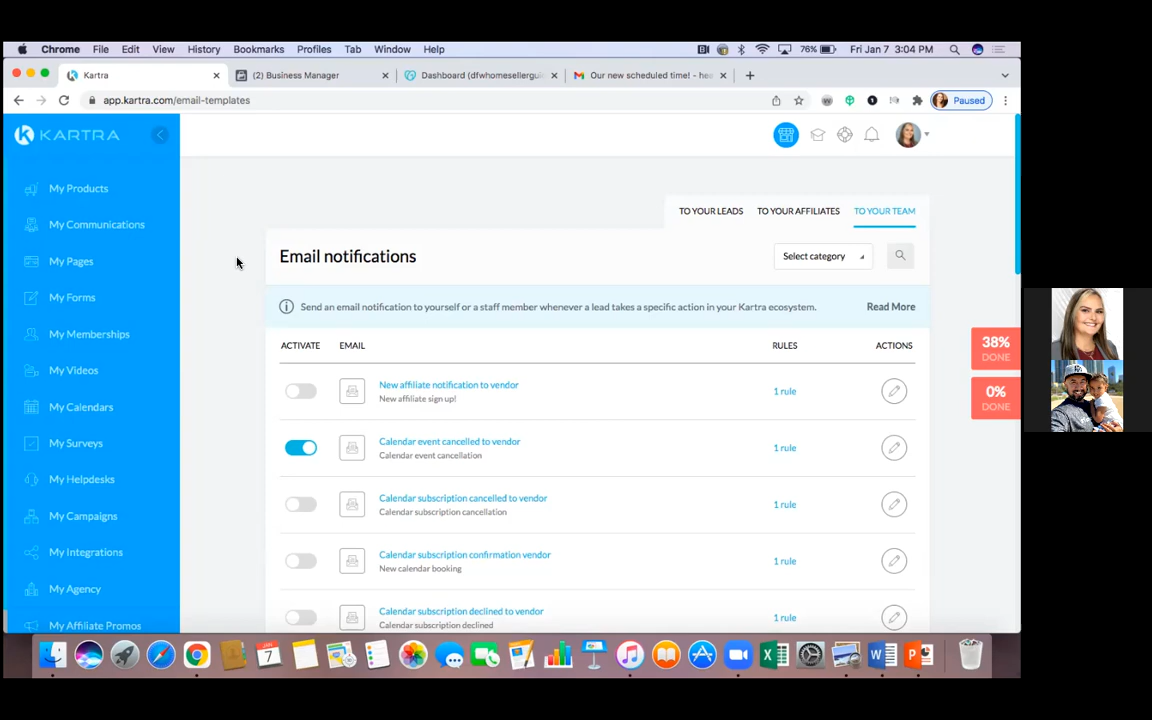 Chrome File Edit View History Bookmarks Profiles Tab Window Help 76% Fri Jan 7 3:04 PM
Kartra (2) Business Manager Dashboard (dfwhomesellerguid Our new scheduled time! - hea
app.kartra.com/email-templates Paused
KARTRA
My Products
My Communications
My Pages
My Forms
My Memberships
My Videos
My Calendars
My Surveys
My Helpdesks
My Campaigns
My Integrations
My Agency
My Affiliate Promos
TO YOUR LEADS TO YOUR AFFILIATES TO YOUR TEAM
Email notifications Select category
Send an email notification to yourself or a staff member whenever a lead takes a specific action in your Kartra ecosystem. Read More
ACTIVATE EMAIL RULES ACTIONS
New affiliate notification to vendor 1 rule
New affiliate sign up!
Calendar event cancelled to vendor 1 rule
Calendar event cancellation
Calendar subscription cancelled to vendor 1 rule
Calendar subscription cancellation
Calendar subscription confirmation vendor 1 rule
New calendar booking
Calendar subscription declined to vendor 1 rule
Calendar subscription declined
38%
DONE
0%
DONE